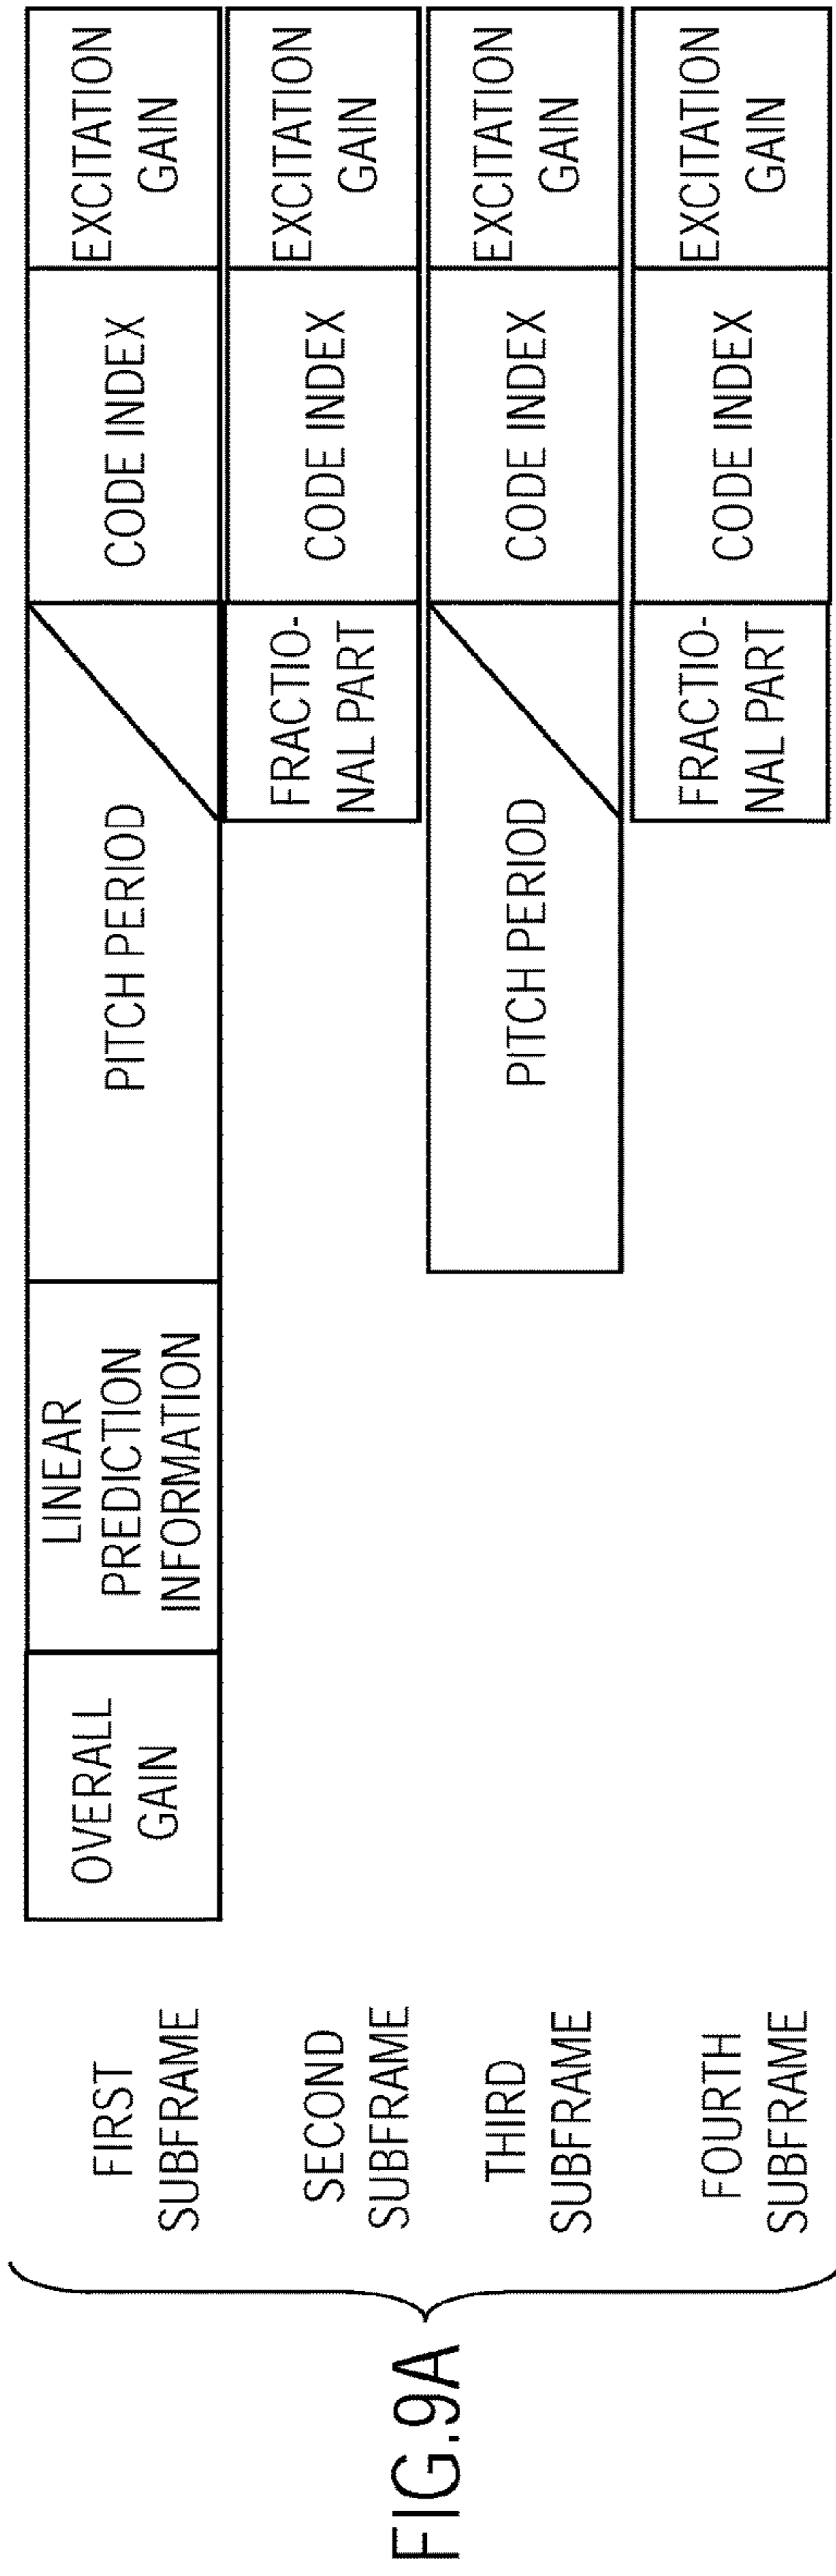 FIG.9A
FIRST
SUBFRAME
OVERALL
GAIN
LINEAR
PREDICTION
INFORMATION
PITCH PERIOD
CODE INDEX
EXCITATION
GAIN
SECOND
SUBFRAME
FRACTIO-
NAL PART
CODE INDEX
EXCITATION
GAIN
THIRD
SUBFRAME
PITCH PERIOD
CODE INDEX
EXCITATION
GAIN
FOURTH
SUBFRAME
FRACTIO-
NAL PART
CODE INDEX
EXCITATION
GAIN